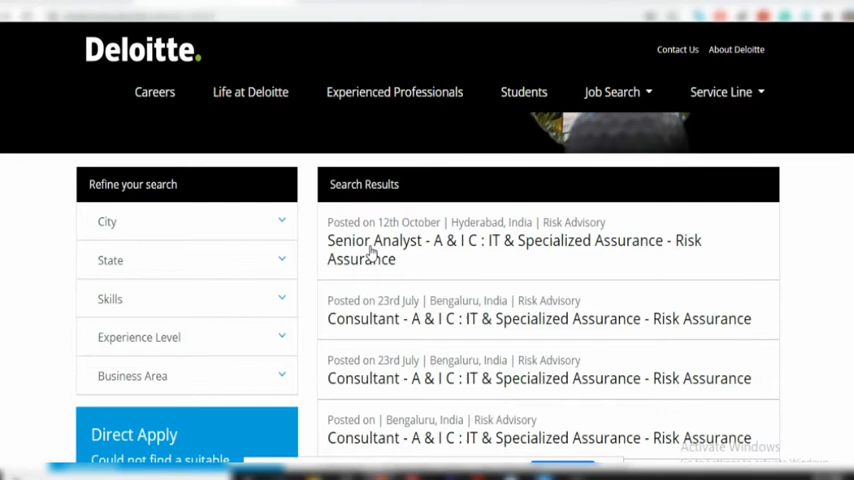 Deloitte.
Contact Us About Deloitte
Careers Life at Deloitte Experienced Professionals Students Job Search Service Line
Refine your search
City
State
Skills
Experience Level
Business Area
Direct Apply
Could not find a suitable
Search Results
Posted on 12th October | Hyderabad, India | Risk Advisory
Senior Analyst - A & I C : IT & Specialized Assurance - Risk
Assurance
Posted on 23rd July | Bengaluru, India | Risk Advisory
Consultant - A & I C : IT & Specialized Assurance - Risk Assurance
Posted on 23rd July | Bengaluru, India | Risk Advisory
Consultant - A & I C : IT & Specialized Assurance - Risk Assurance
Posted on | Bengaluru, India | Risk Advisory
Consultant - A & I C : IT & Specialized Assurance - Risk Assurance
Activate Windows